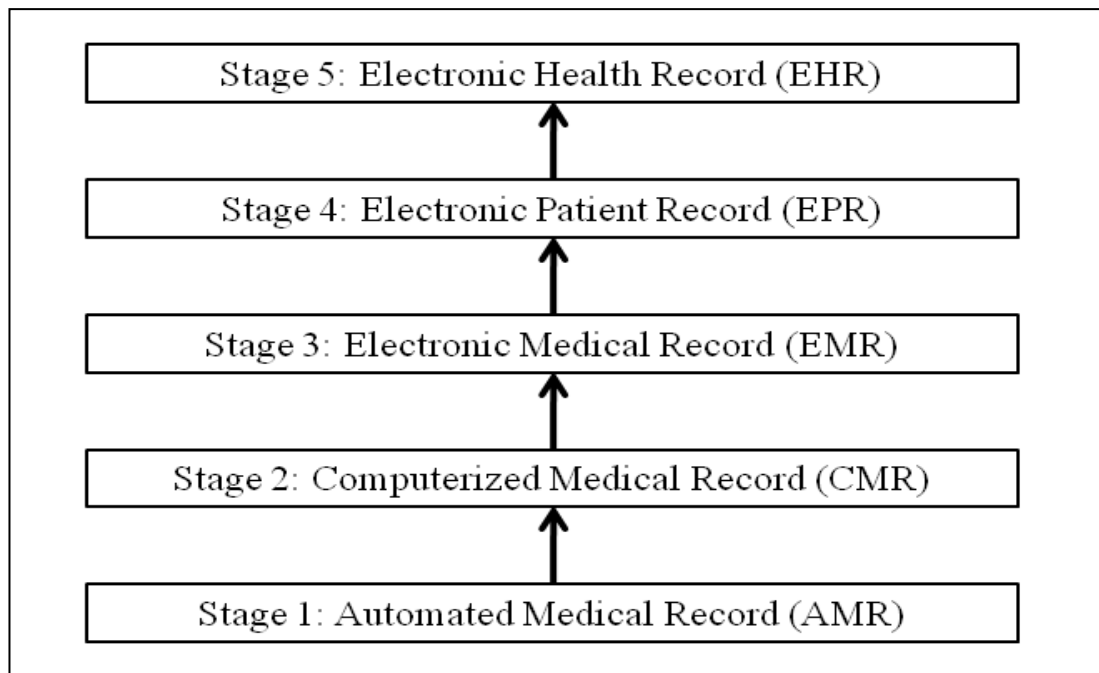 Stage 5: Electronic Health Record (EHR)
Stage 4: Electronic Patient Record (EPR)
Stage 3: Electronic Medical Record (EMR)
Stage 2: Computerized Medical Record (CMR)
Stage 1: Automated Medical Record (AMR)